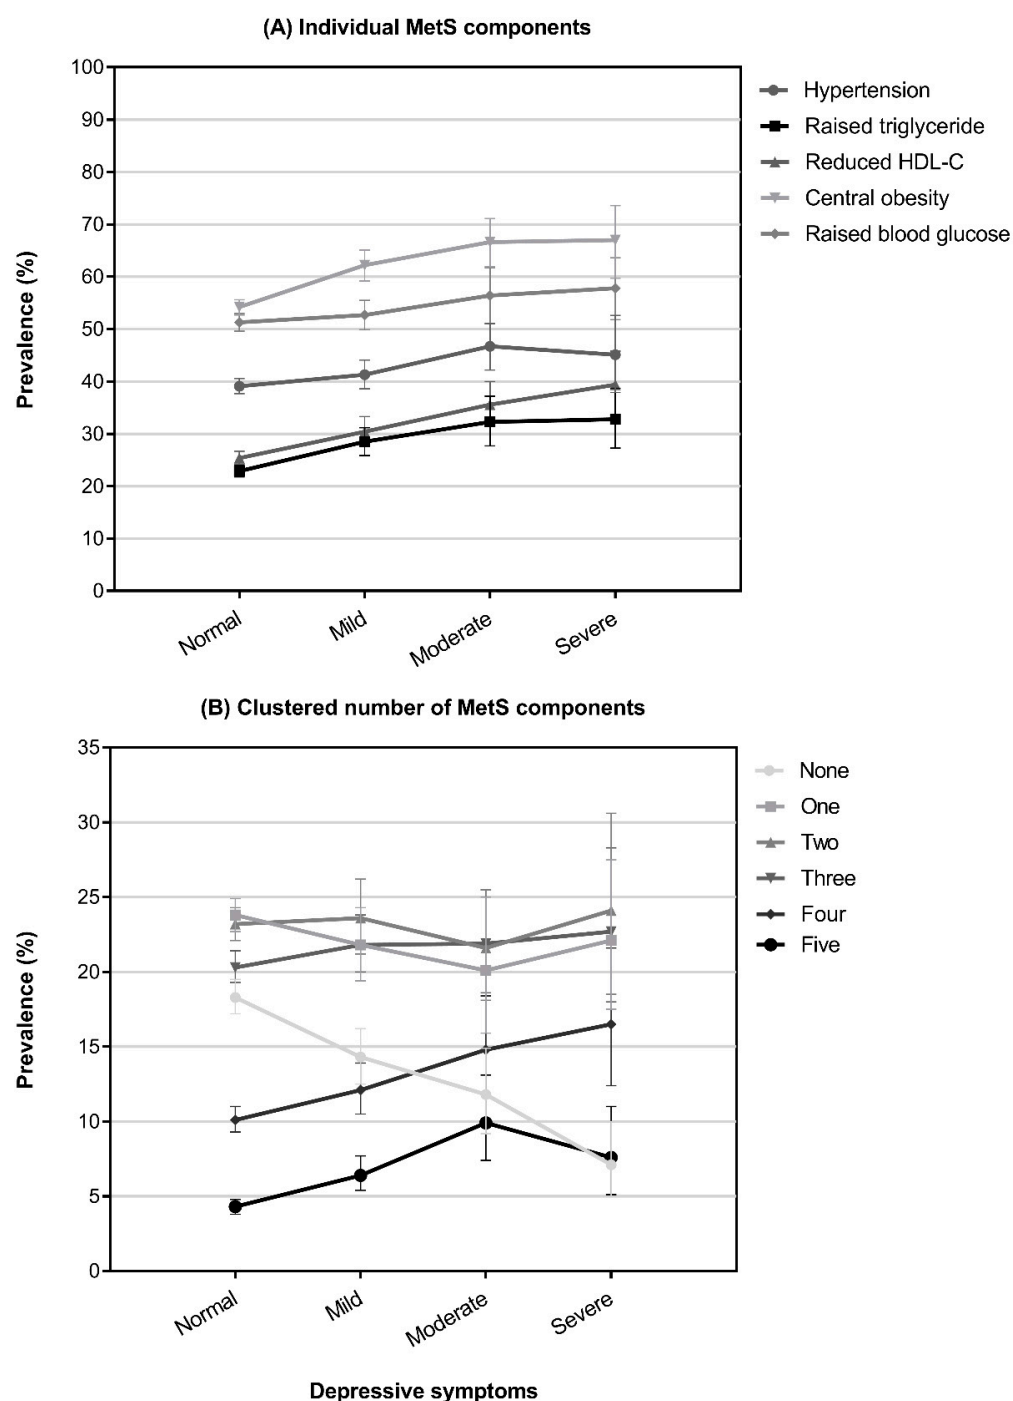 (A) Individual MetS components
Prevalence (%)
100
90
80
70
60
50
40
30
20
10
0
Normal
Mild
Moderate
Severe
Hypertension
Raised triglyceride
Reduced HDL-C
Central obesity
Raised blood glucose
(B) Clustered number of MetS components
Prevalence (%)
35
30
25
20
15
10
5
0
Normal
Mild
Moderate
Severe
None
One
Two
Three
Four
Five
Depressive symptoms